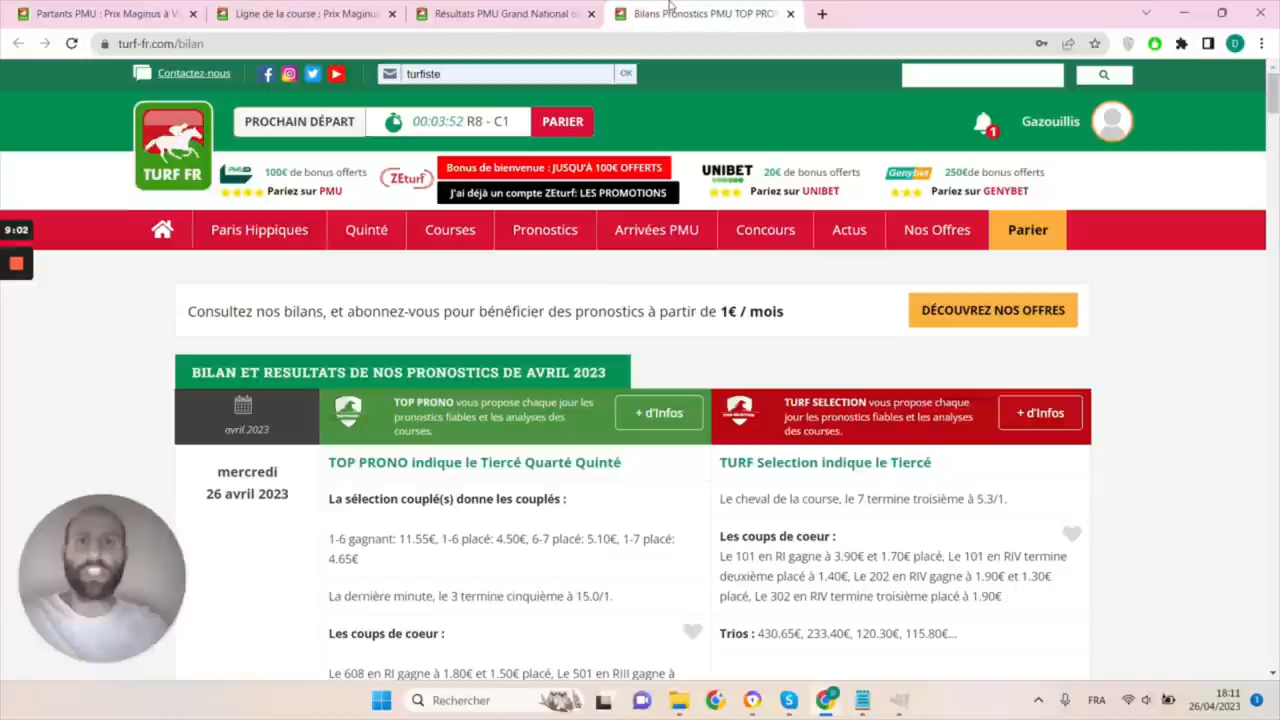 Partants PMU : Prix Maginus à V
Ligne de la course : Prix Maginu
Résultats PMU Grand National d
Bilans Pronostics PMU TOP PRO
turf-fr.com/bilan
D
Contactez-nous
turfiste
OK
PROCHAIN DÉPART
00:03:52 R8 - C1
PARIER
1
Gazouillis
TURF FR
PMU
100€ de bonus offerts
Pariez sur PMU
ZEturf
Bonus de bienvenue : JUSQU'À 100€ OFFERTS
J'ai déjà un compte ZEturf: LES PROMOTIONS
UNIBET
20€ de bonus offerts
Pariez sur UNIBET
Genybet
250€de bonus offerts
Pariez sur GENYBET
9:02
Paris Hippiques
Quinté
Courses
Pronostics
Arrivées PMU
Concours
Actus
Nos Offres
Parier
Consultez nos bilans, et abonnez-vous pour bénéficier des pronostics à partir de 1€ / mois
DÉCOUVREZ NOS OFFRES
BILAN ET RESULTATS DE NOS PRONOSTICS DE AVRIL 2023
avril 2023
TOP PRONO vous propose chaque jour les
pronostics fiables et les analyses des
courses.
+ d'Infos
TURF SELECTION vous propose chaque
jour les pronostics fiables et les analyses
des courses.
+ d'Infos
mercredi
26 avril 2023
TOP PRONO indique le Tiercé Quarté Quinté
La sélection couplé(s) donne les couplés :
1-6 gagnant: 11.55€, 1-6 placé: 4.50€, 6-7 placé: 5.10€, 1-7 placé:
4.65€
La dernière minute, le 3 termine cinquième à 15.0/1.
Les coups de coeur :
Le 608 en RI gagne à 1.80€ et 1.50€ placé, Le 501 en RIII gagne à
TURF Selection indique le Tiercé
Le cheval de la course, le 7 termine troisième à 5.3/1.
Les coups de coeur :
Le 101 en RI gagne à 3.90€ et 1.70€ placé, Le 101 en RIV termine
deuxième placé à 1.40€, Le 202 en RIV gagne à 1.90€ et 1.30€
placé, Le 302 en RIV termine troisième placé à 1.90€
Trios : 430.65€, 233.40€, 120.30€, 115.80€...
Rechercher
FRA
18:11
26/04/2023
1